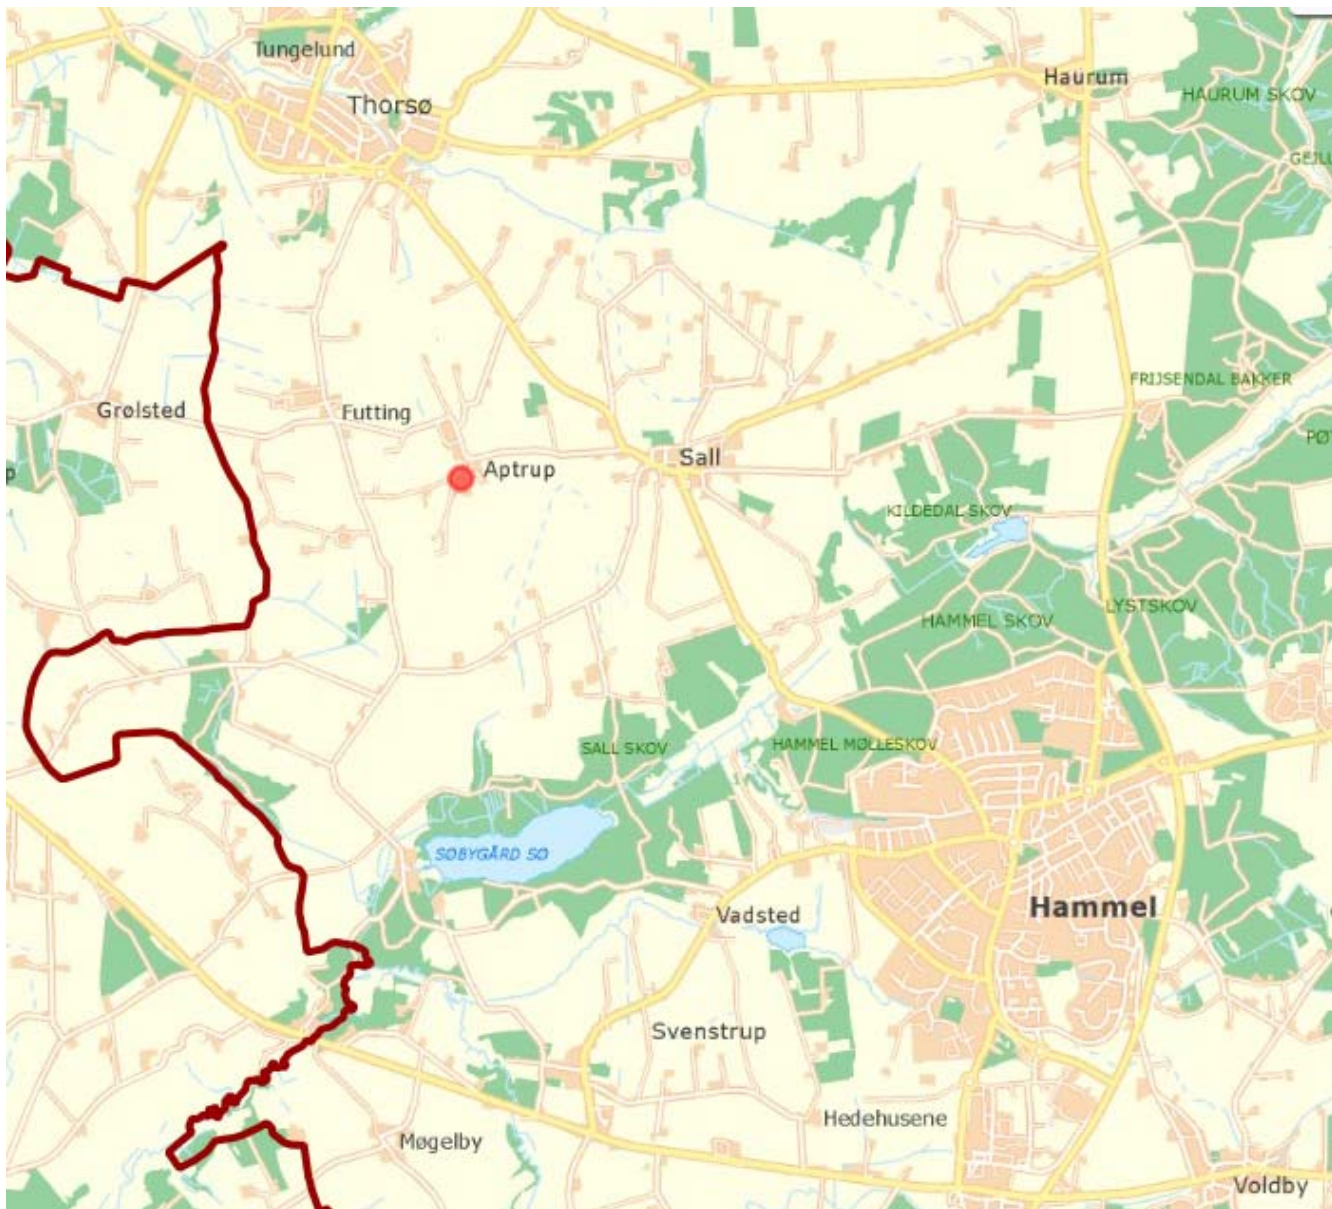 Tungelund
Haurum
Thorsø
HAURUM SKOV
FRIJSENDAL BAKKER
Grølsted
Futting
Sall
Aptrup
KILDEDAL SKOV
LYSTSKOV
HAMMEL SKOV
SALL SKOV
HAMMEL MØLLESKOV
SØBYGÅRD SØ
Vadsted
Hammel
Svenstrup
Hedehusene
Møgelby
Voldby